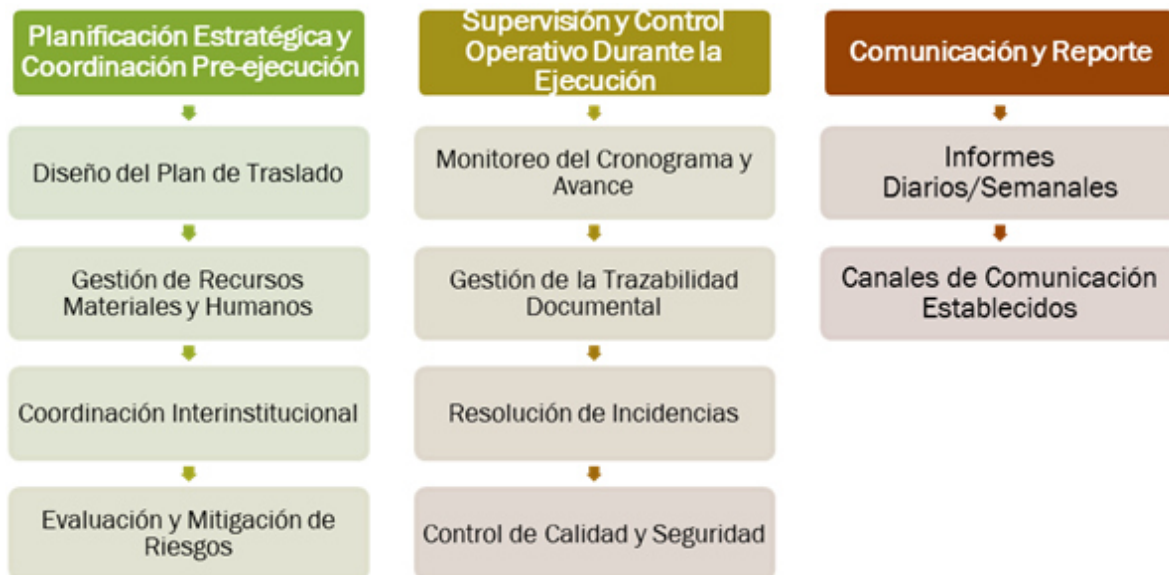 Planificación Estratégica y
Coordinación Pre-ejecución
Diseño del Plan de Traslado
Gestión de Recursos
Materiales y Humanos
Coordinación Interinstitucional
Evaluación y Mitigación de
Riesgos
Supervisión y Control
Operativo Durante la
Ejecución
Monitoreo del Cronograma y
Avance
Gestión de la Trazabilidad
Documental
Resolución de Incidencias
Control de Calidad y Seguridad
Comunicación y Reporte
Informes
Diarios/Semanales
Canales de Comunicación
Establecidos